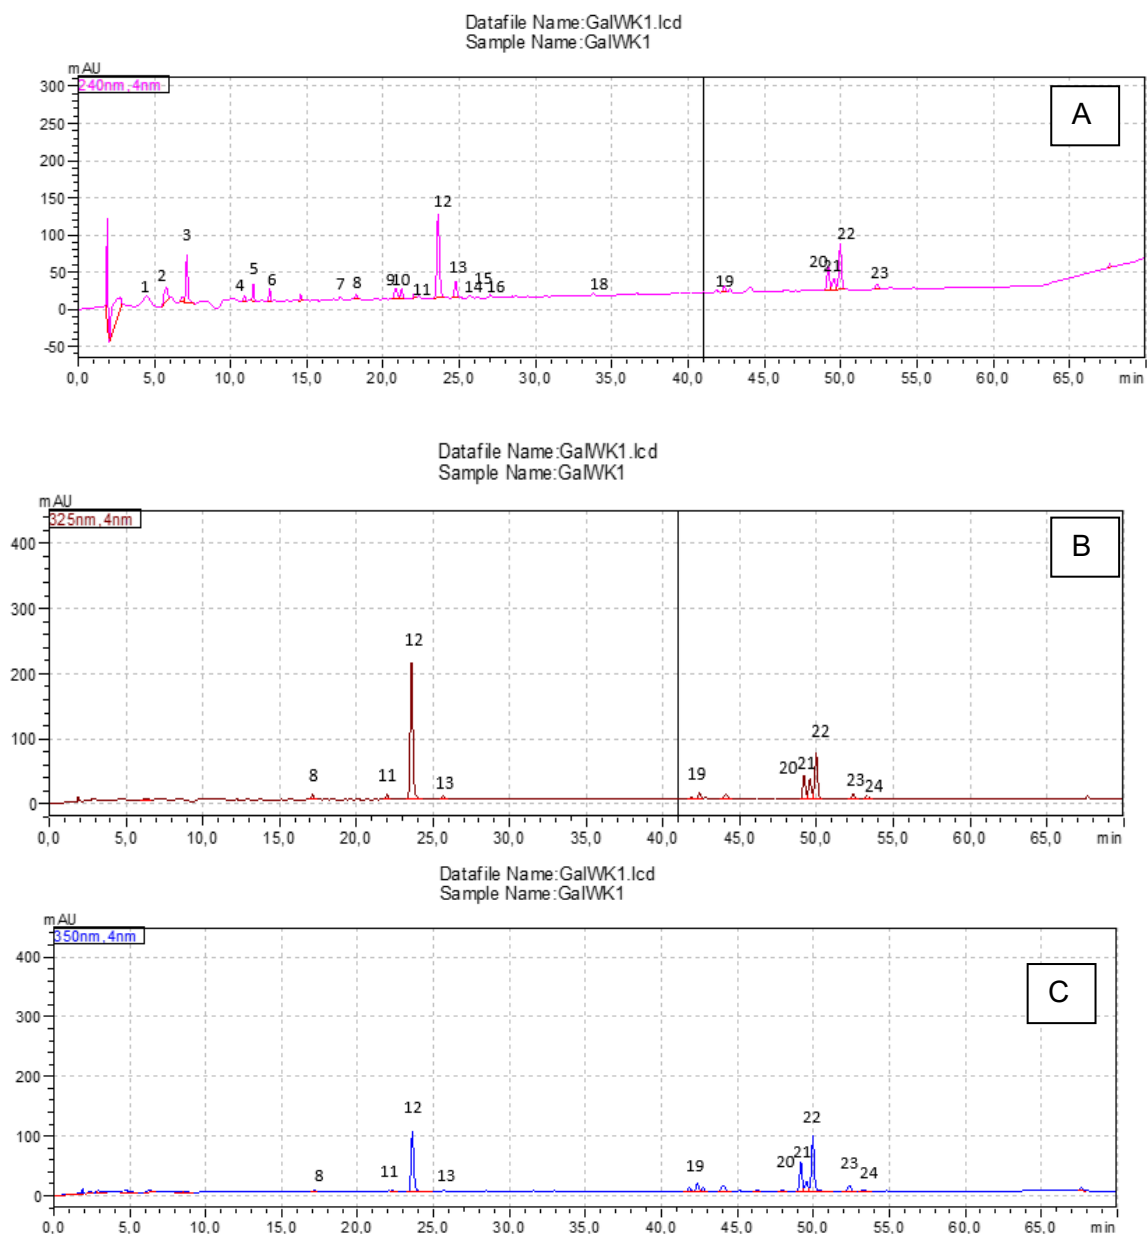 Datafile Name:GalWK1.lcd
Sample Name:GalWK1
mAU
240nm,4nm
A
300
250
200
150
100
50
0
-50
1 2 3 4 5 6 7 8 9 10 11 12 13 14 15 16 18 19 20 21 22 23
0,0 5,0 10,0 15,0 20,0 25,0 30,0 35,0 40,0 45,0 50,0 55,0 60,0 65,0 min
Datafile Name:GalWK1.lcd
Sample Name:GalWK1
mAU
325nm,4nm
B
400
300
200
100
0
8 11 12 13 19 20 21 22 23 24
0,0 5,0 10,0 15,0 20,0 25,0 30,0 35,0 40,0 45,0 50,0 55,0 60,0 65,0 min
Datafile Name:GalWK1.lcd
Sample Name:GalWK1
mAU
350nm,4nm
C
400
300
200
100
0
8 11 12 13 19 20 21 22 23 24
0,0 5,0 10,0 15,0 20,0 25,0 30,0 35,0 40,0 45,0 50,0 55,0 60,0 65,0 min